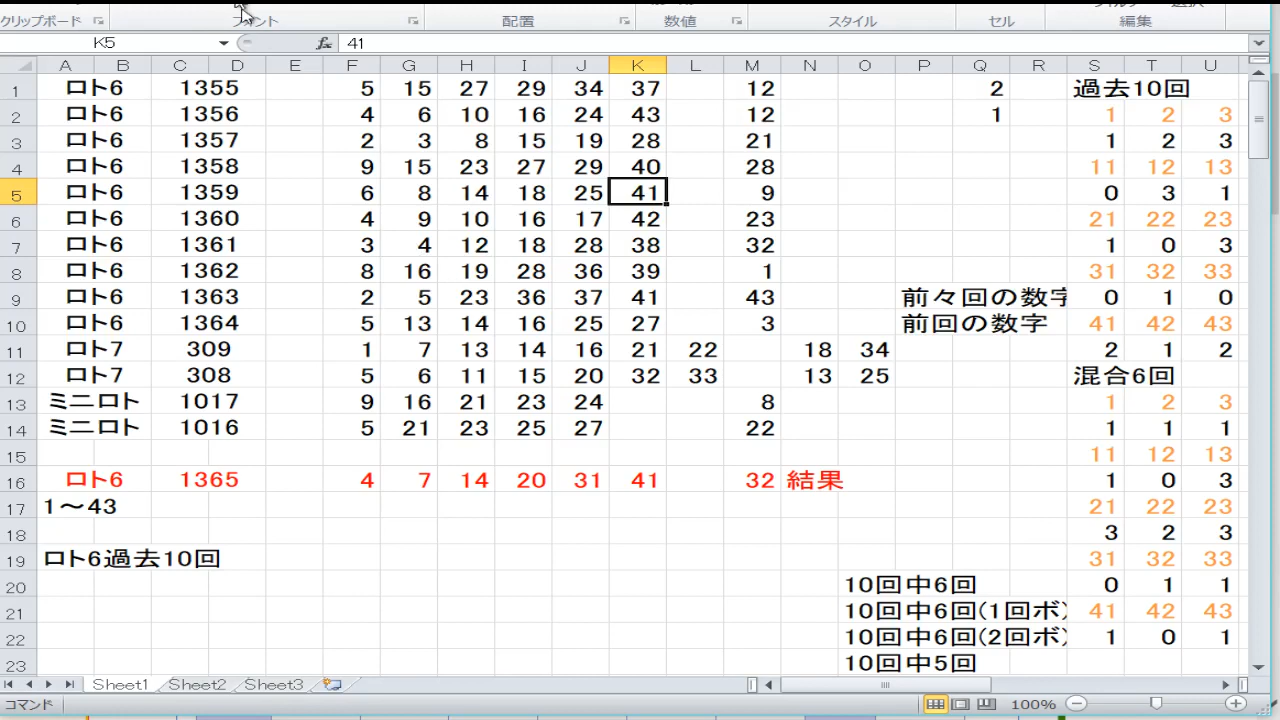 クリップボード フォント 配置 数値 スタイル セル 編集
K5 fx 41
A B C D E F G H I J K L M N O P Q R S T U
1 ロト6 1355 5 15 27 29 34 37 12 2 過去10回
2 ロト6 1356 4 6 10 16 24 43 12 1 1 2 3
3 ロト6 1357 2 3 8 15 19 28 21 1 2 3
4 ロト6 1358 9 15 23 27 29 40 28 11 12 13
5 ロト6 1359 6 8 14 18 25 41 9 0 3 1
6 ロト6 1360 4 9 10 16 17 42 23 21 22 23
7 ロト6 1361 3 4 12 18 28 38 32 1 0 3
8 ロト6 1362 8 16 19 28 36 39 1 31 32 33
9 ロト6 1363 2 5 23 36 37 41 43 前々回の数字 0 1 0
10 ロト6 1364 5 13 14 16 25 27 3 前回の数字 41 42 43
11 ロト7 309 1 7 13 14 16 21 22 18 34 2 1 2
12 ロト7 308 5 6 11 15 20 32 33 13 25 混合6回
13 ミニロト 1017 9 16 21 23 24 8 1 2 3
14 ミニロト 1016 5 21 23 25 27 22 1 1 1
15 11 12 13
16 ロト6 1365 4 7 14 20 31 41 32 結果 1 0 3
17 1～43 21 22 23
18 3 2 3
19 ロト6過去10回 31 32 33
20 10回中6回 0 1 1
21 10回中6回(1回ボ) 41 42 43
22 10回中6回(2回ボ) 1 0 1
23 10回中5回
Sheet1 Sheet2 Sheet3
コマンド 100%